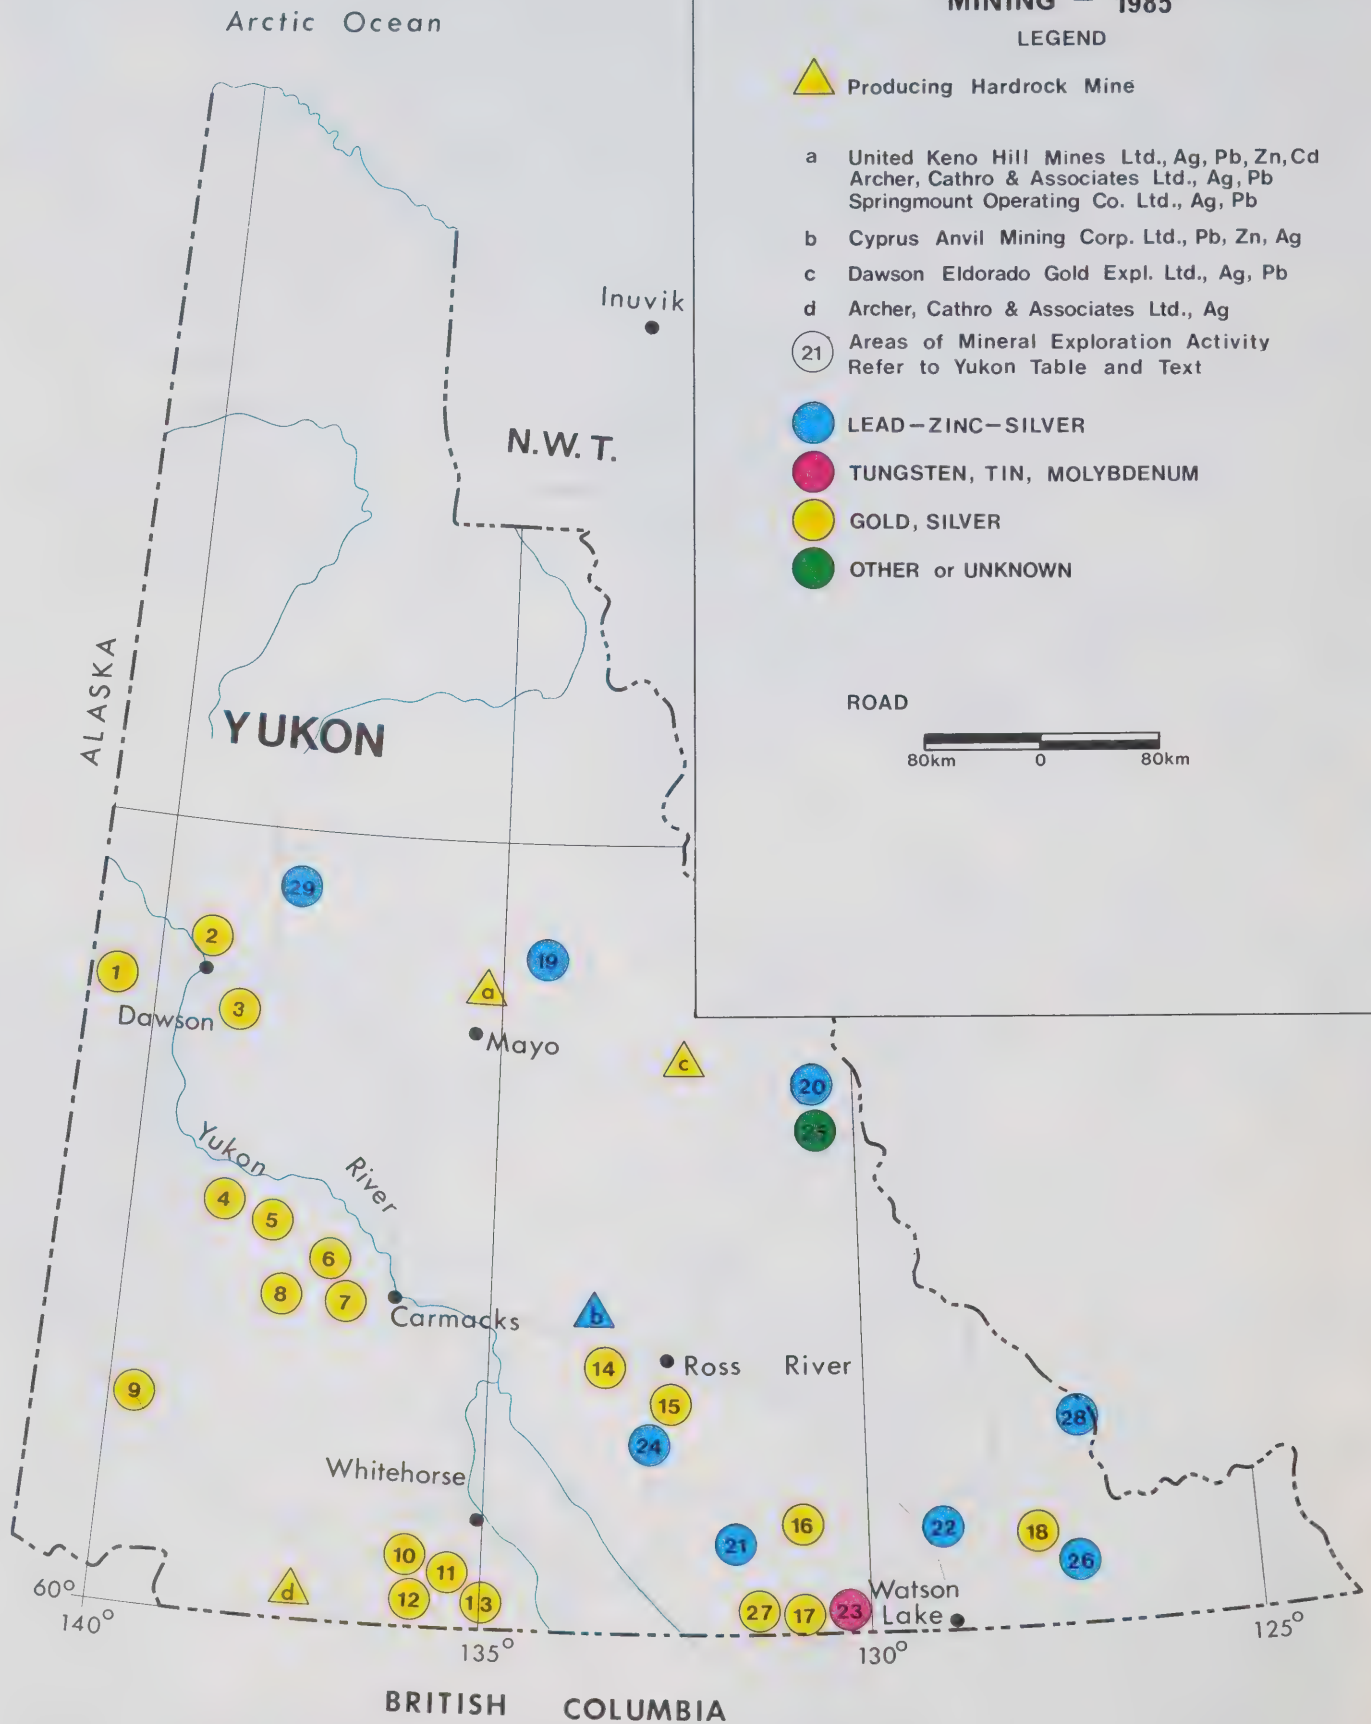 Arctic Ocean
MINING – 1985
LEGEND
Producing Hardrock Mine
a United Keno Hill Mines Ltd., Ag, Pb, Zn, Cd
Archer, Cathro & Associates Ltd., Ag, Pb
Springmount Operating Co. Ltd., Ag, Pb
b Cyprus Anvil Mining Corp. Ltd., Pb, Zn, Ag
c Dawson Eldorado Gold Expl. Ltd., Ag, Pb
d Archer, Cathro & Associates Ltd., Ag
21 Areas of Mineral Exploration Activity
Refer to Yukon Table and Text
LEAD-ZINC-SILVER
TUNGSTEN, TIN, MOLYBDENUM
GOLD, SILVER
OTHER or UNKNOWN
ROAD
80km 0 80km
Inuvik
N.W.T.
ALASKA
YUKON
29
2
1
19
a
3
Dawson
Mayo
c
20
25
Yukon River
4
5
6
8
7
Carmacks
b
14
Ross River
9
15
24
28
Whitehorse
16
22
18
21
26
10
11
12
13
d
27
17
23
Watson
Lake
60°
140°
135°
130°
125°
BRITISH COLUMBIA